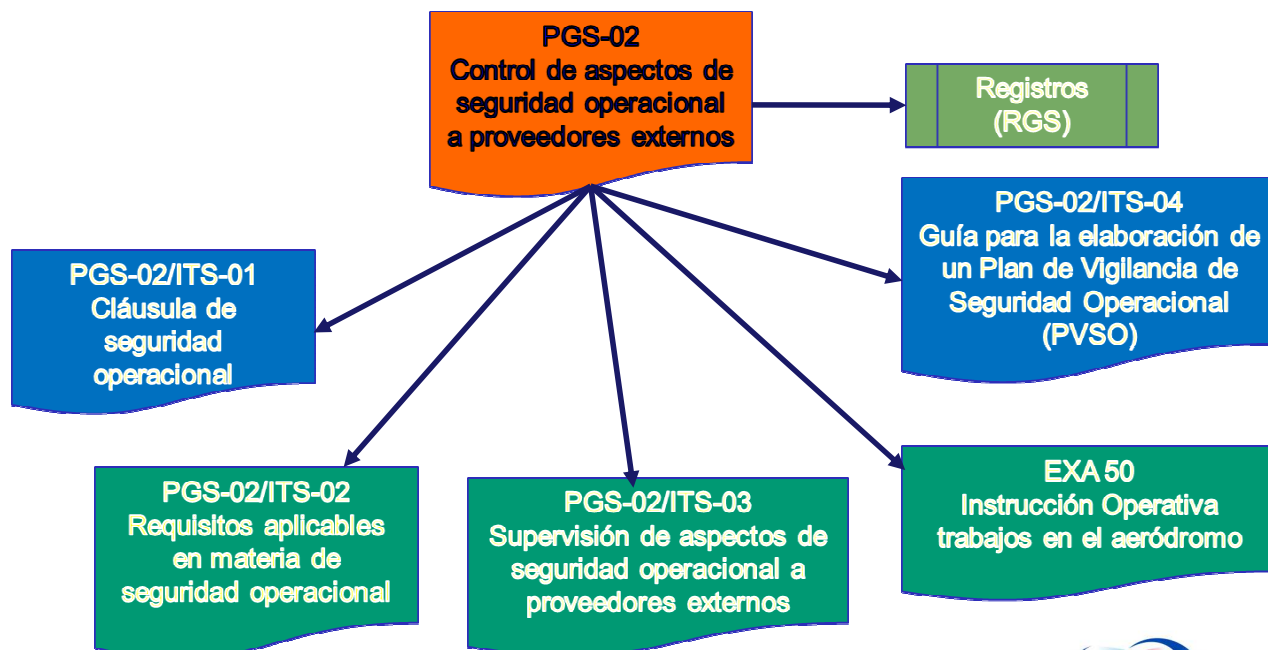 PGS-02
Control de aspectos de
seguridad operacional
a proveedores externos
Registros
(RGS)
PGS-02/ITS-04
Guía para la elaboración de
un Plan de Vigilancia de
Seguridad Operacional
(PVSO)
PGS-02/ITS-01
Cláusula de
seguridad
operacional
PGS-02/ITS-02
Requisitos aplicables
en materia de
seguridad operacional
PGS-02/ITS-03
Supervisión de aspectos de
seguridad operacional a
proveedores externos
EXA 50
Instrucción Operativa
trabajos en el aeródromo